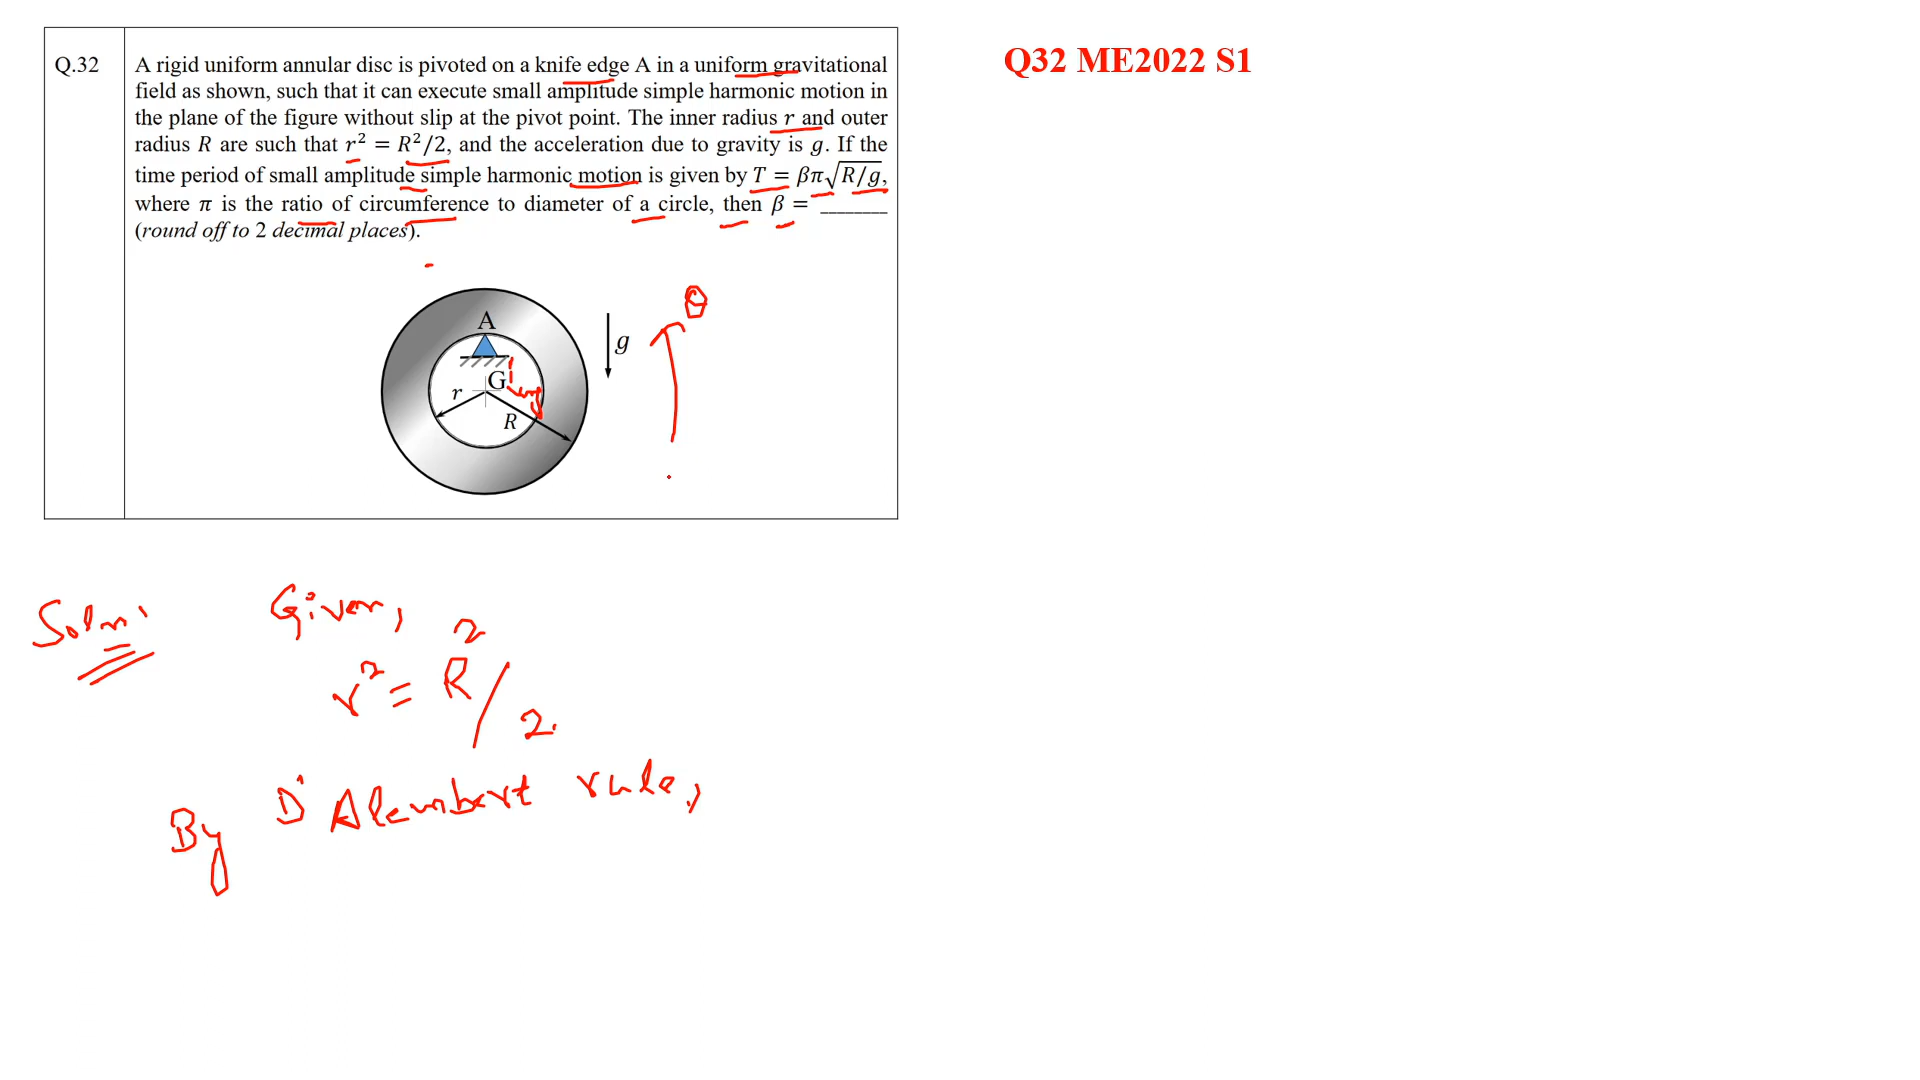 Q32 ME2022 S1
Q.32
A rigid uniform annular disc is pivoted on a knife edge A in a uniform gravitational
field as shown, such that it can execute small amplitude simple harmonic motion in
the plane of the figure without slip at the pivot point. The inner radius r and outer
radius R are such that r² = R²/2, and the acceleration due to gravity is g. If the
time period of small amplitude simple harmonic motion is given by T = βπ√R/g,
where π is the ratio of circumference to diameter of a circle, then β = ________
(round off to 2 decimal places).
A
g
G
r
R
mg
θ
Soln:
Given,
r² = R²/2.
By D'Alembert rule,